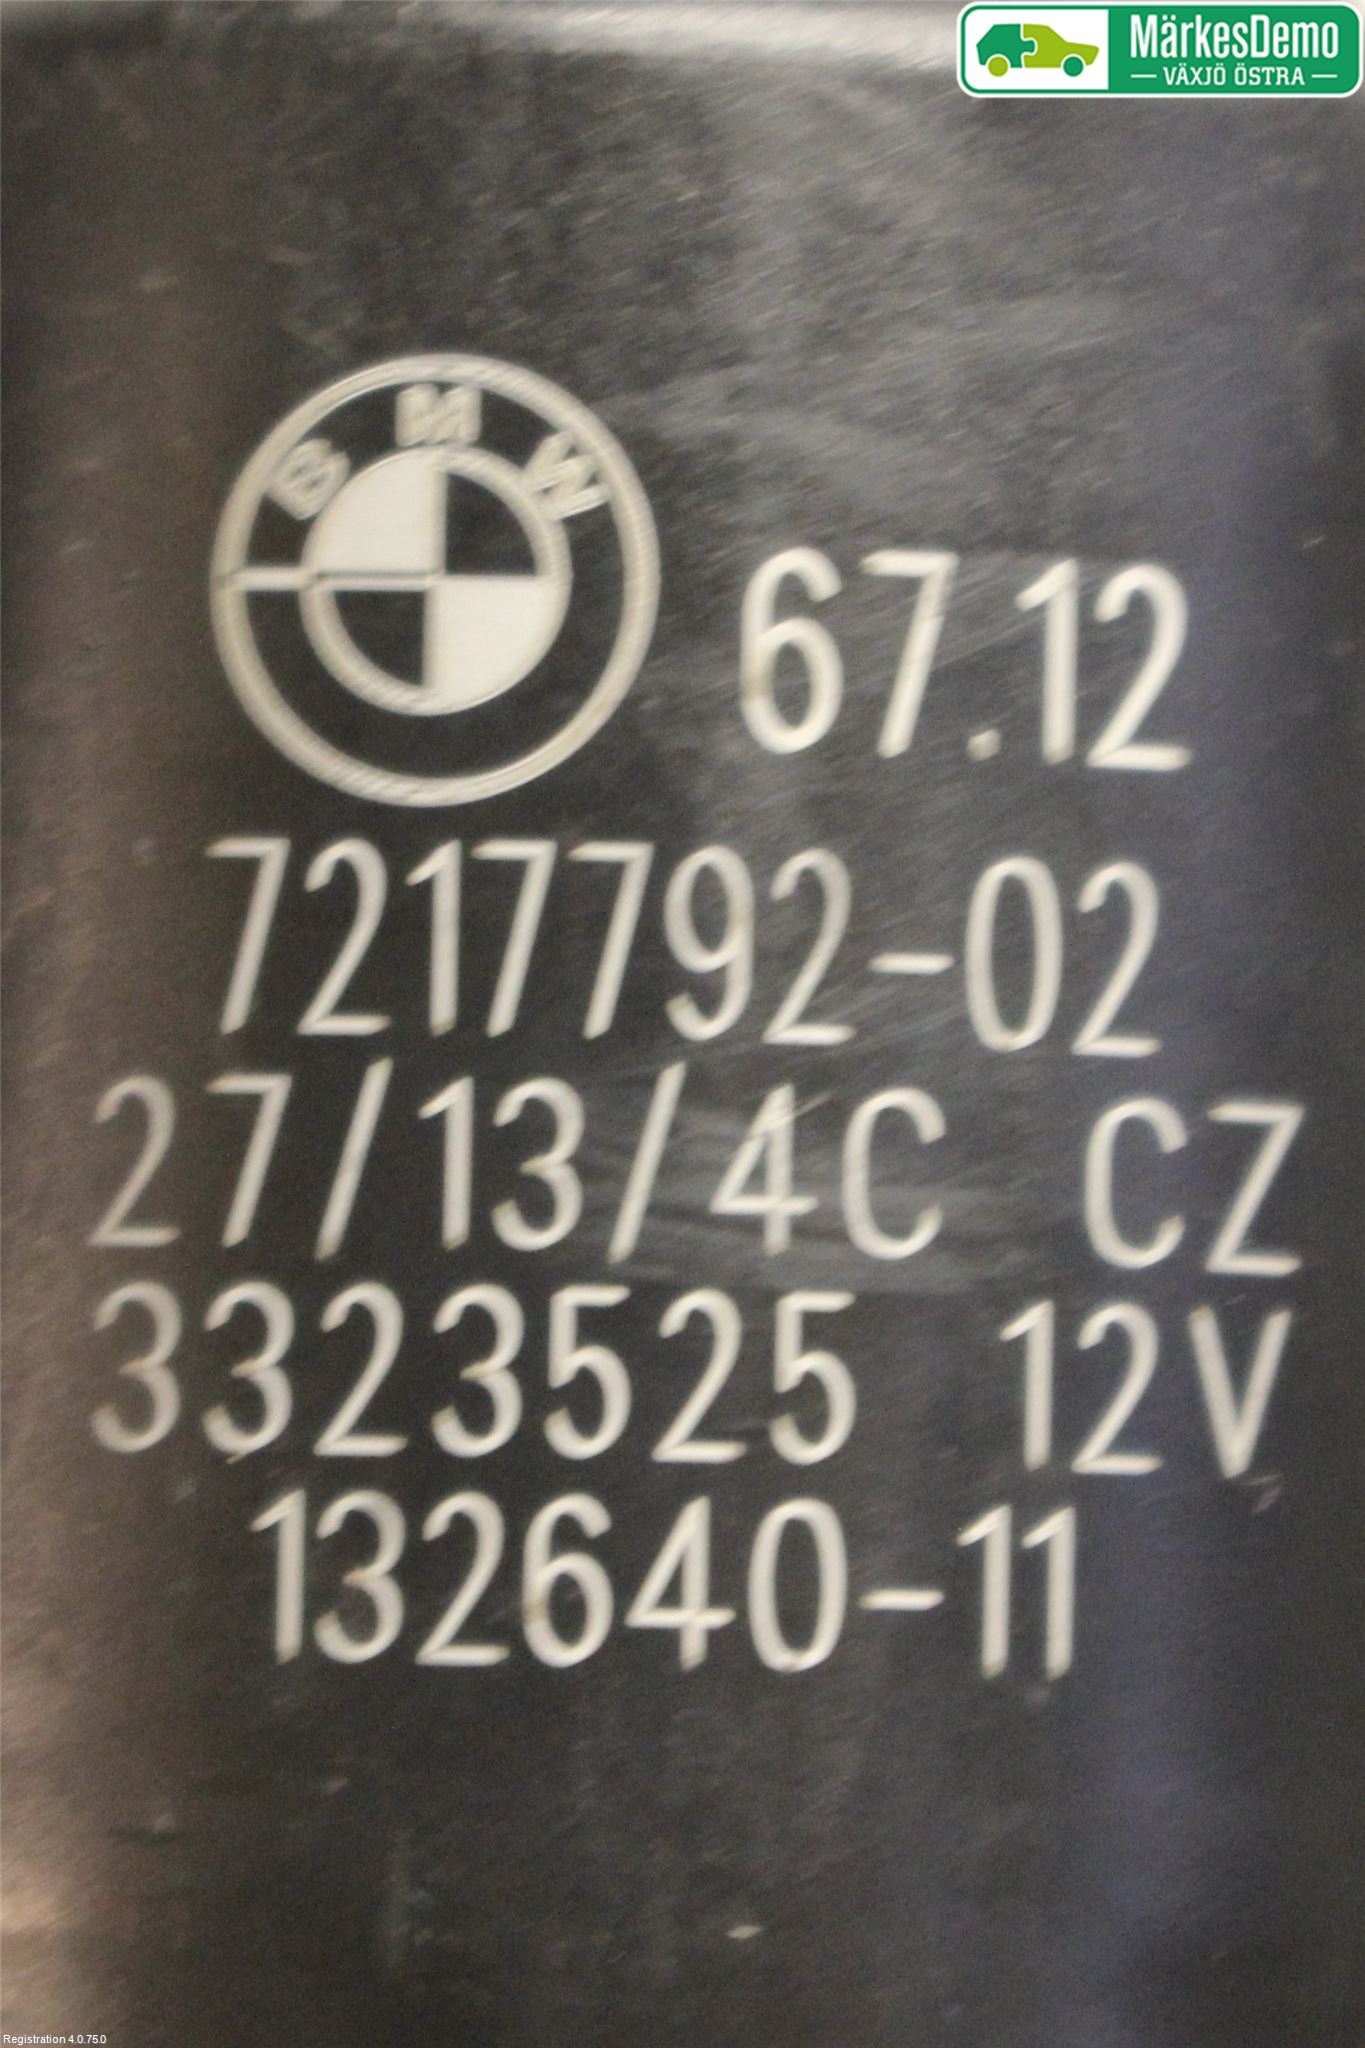 MärkesDemo
VÄXJÖ ÖSTRA
BMW
67.12
7217792-02
27/13/4C CZ
3323525 12V
132640-11
Registration 4.0.75.0